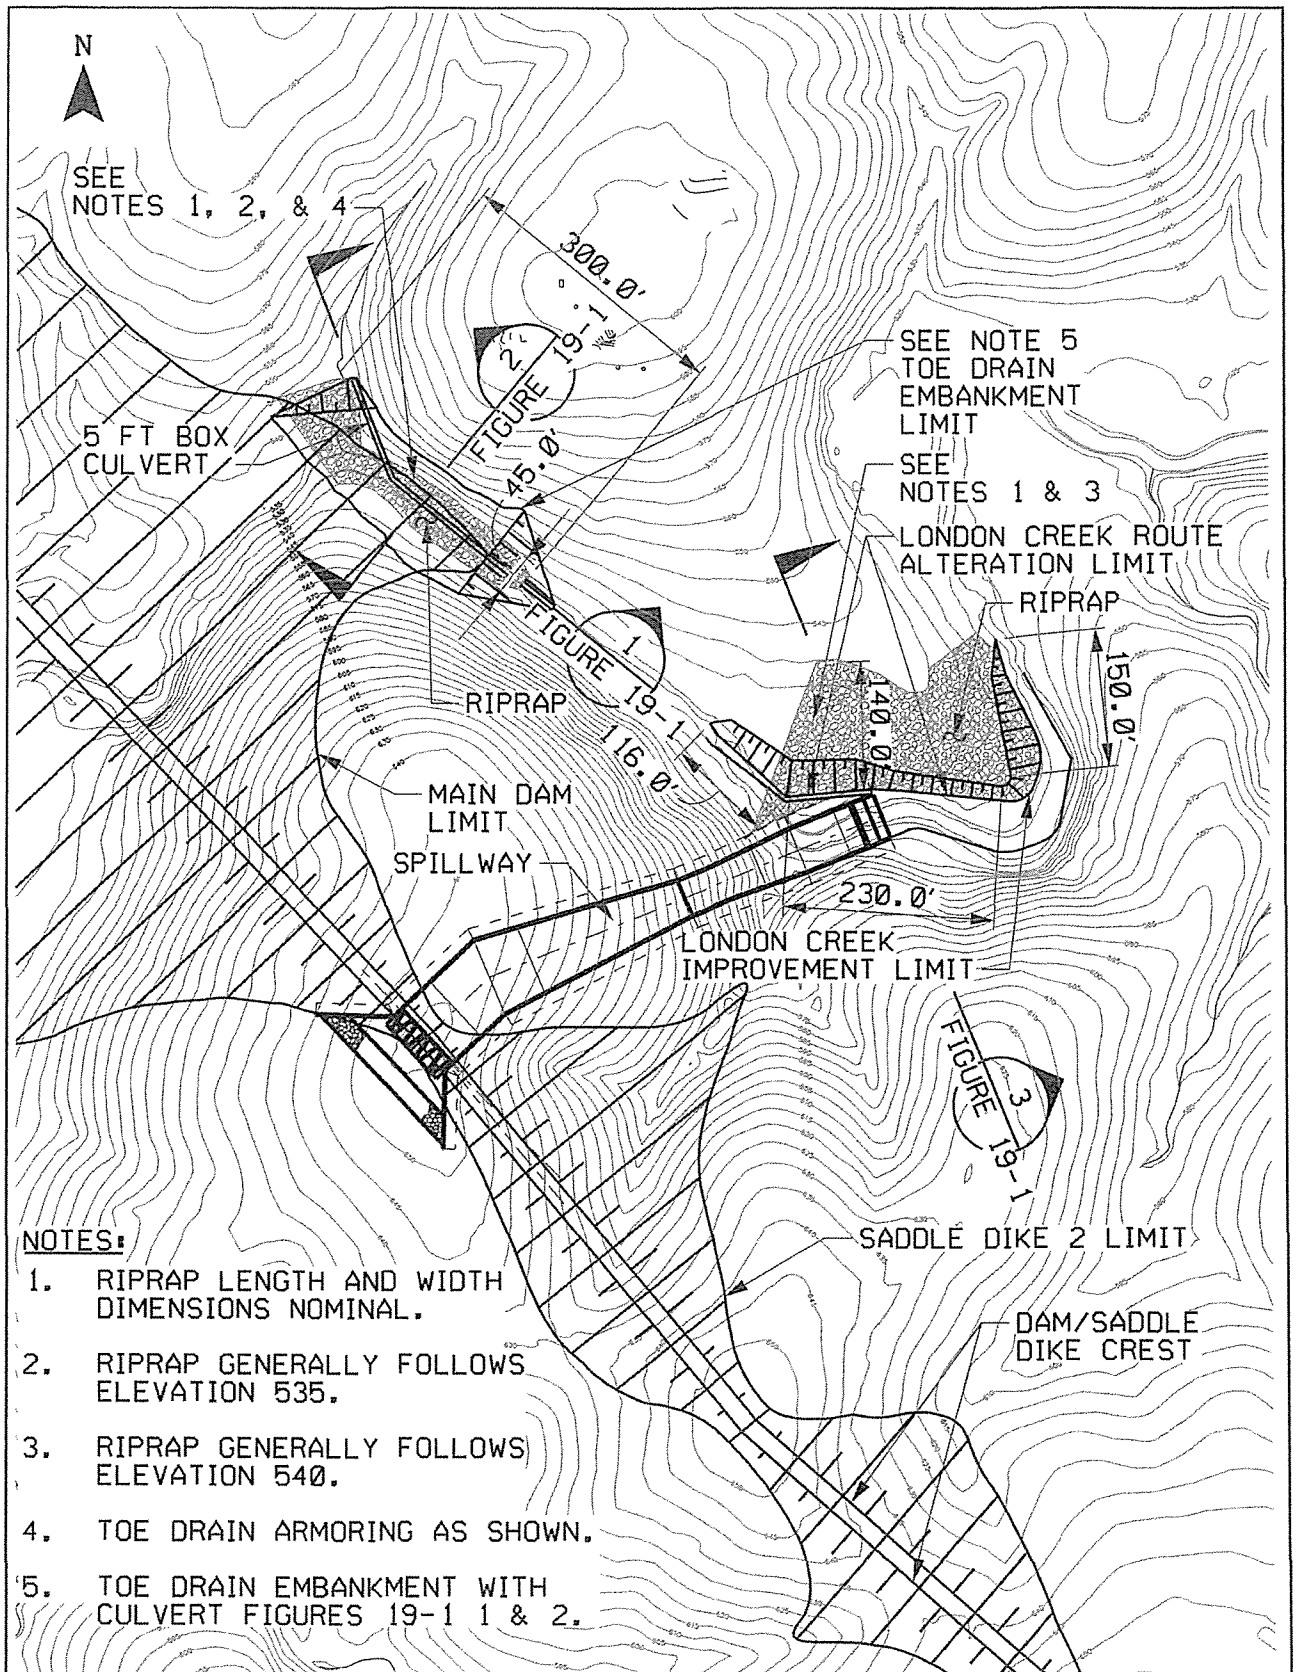 N
SEE
NOTES 1, 2, & 4
300.0'
2
FIGURE 19-1
45.0'
SEE NOTE 5
TOE DRAIN
EMBANKMENT
LIMIT
5 FT BOX
CULVERT
SEE
NOTES 1 & 3
LONDON CREEK ROUTE
ALTERATION LIMIT
RIPRAP
1
FIGURE 19-1
150.0'
140.0'
RIPRAP
116.0'
MAIN DAM
LIMIT
SPILLWAY
230.0'
LONDON CREEK
IMPROVEMENT LIMIT
3
FIGURE 19-1
SADDLE DIKE 2 LIMIT
DAM/SADDLE
DIKE CREST
NOTES:
1. RIPRAP LENGTH AND WIDTH
DIMENSIONS NOMINAL.
2. RIPRAP GENERALLY FOLLOWS
ELEVATION 535.
3. RIPRAP GENERALLY FOLLOWS
ELEVATION 540.
4. TOE DRAIN ARMORING AS SHOWN.
5. TOE DRAIN EMBANKMENT WITH
CULVERT FIGURES 19-1 1 & 2.